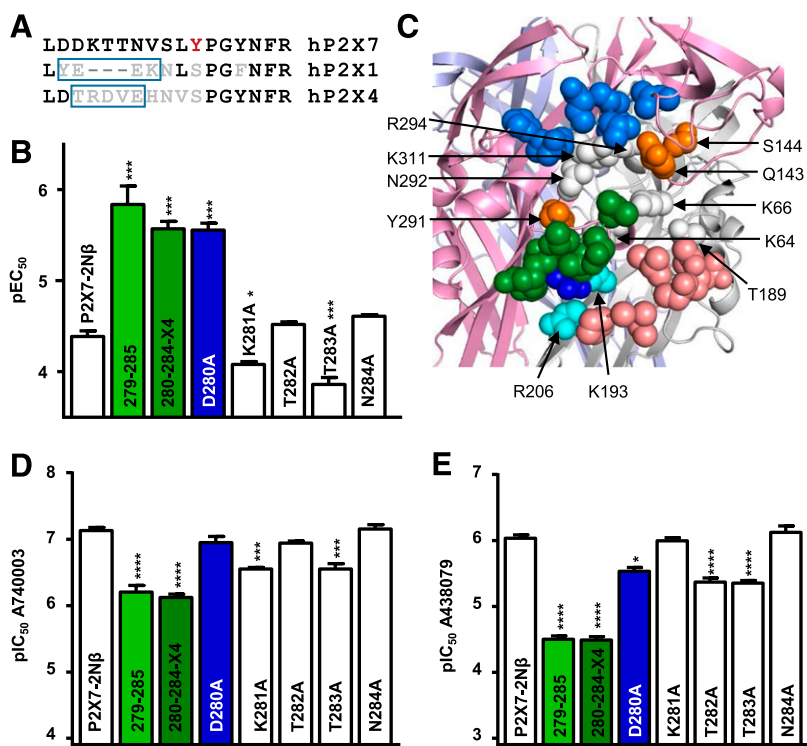 A
LDDKTTNVSLYPGYNFR hP2X7
LYE---EKNLSPGFNFR hP2X1
LDTRDVEHNVSPGYNFR hP2X4
B
pEC50
6
5
4
P2X7-2Nβ
279-285
***
280-284-X4
***
D280A
***
K281A *
T282A
T283A ***
N284A
C
R294
K311
N292
Y291
S144
Q143
K66
K64
T189
R206
K193
D
pIC50 A740003
8
7
6
5
4
P2X7-2Nβ
279-285
****
280-284-X4
****
D280A
K281A
***
T282A
T283A
***
N284A
E
pIC50 A438079
7
6
5
4
3
P2X7-2Nβ
279-285
****
280-284-X4
****
D280A
*
K281A
T282A
****
T283A
****
N284A